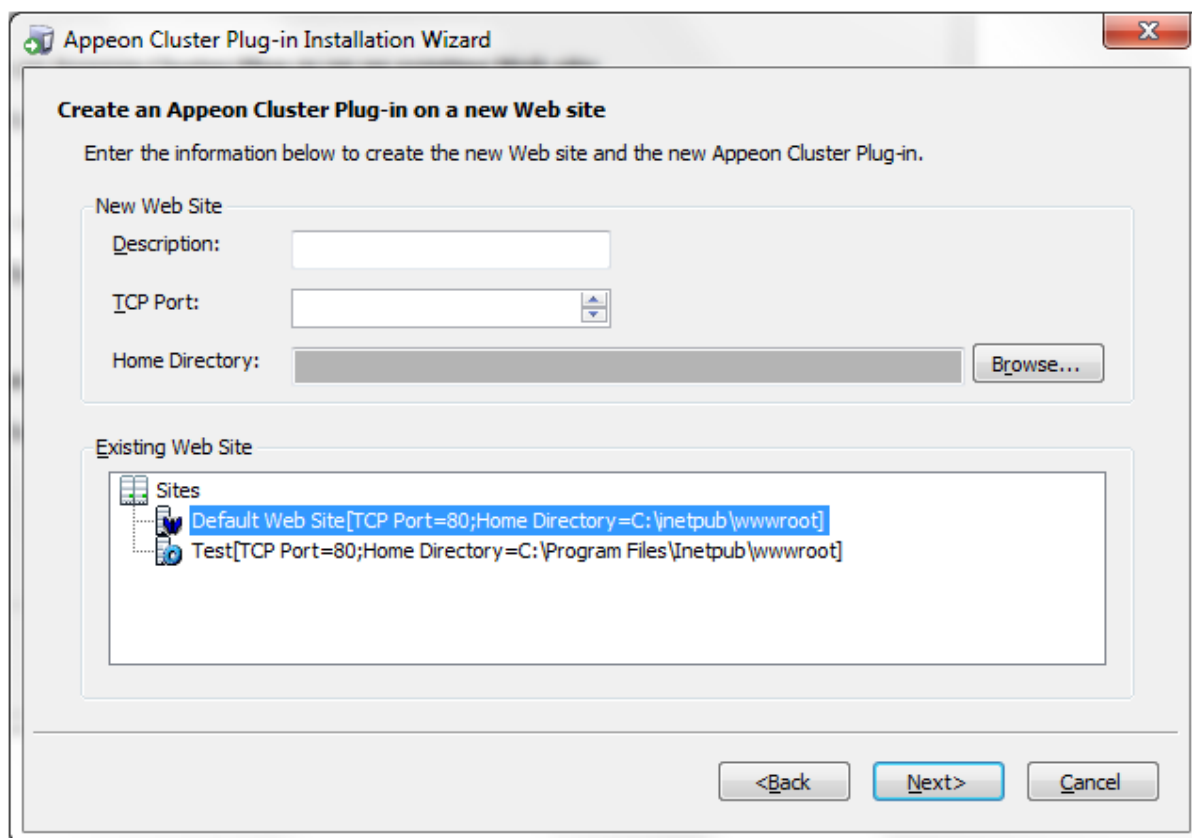 Appeon Cluster Plug-in Installation Wizard
Create an Appeon Cluster Plug-in on a new Web site
Enter the information below to create the new Web site and the new Appeon Cluster Plug-in.
New Web Site
Description:
TCP Port:
Home Directory:
Browse...
Existing Web Site
Sites
Default Web Site[TCP Port=80;Home Directory=C:\inetpub\wwwroot]
Test[TCP Port=80;Home Directory=C:\Program Files\Inetpub\wwwroot]
<Back
Next>
Cancel